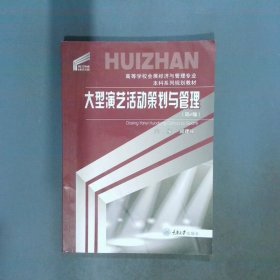 HUIZHAN
高等学校会展经济与管理专业
本科系列规划教材
大型演艺活动策划与管理
(第2版)
重庆大学出版社